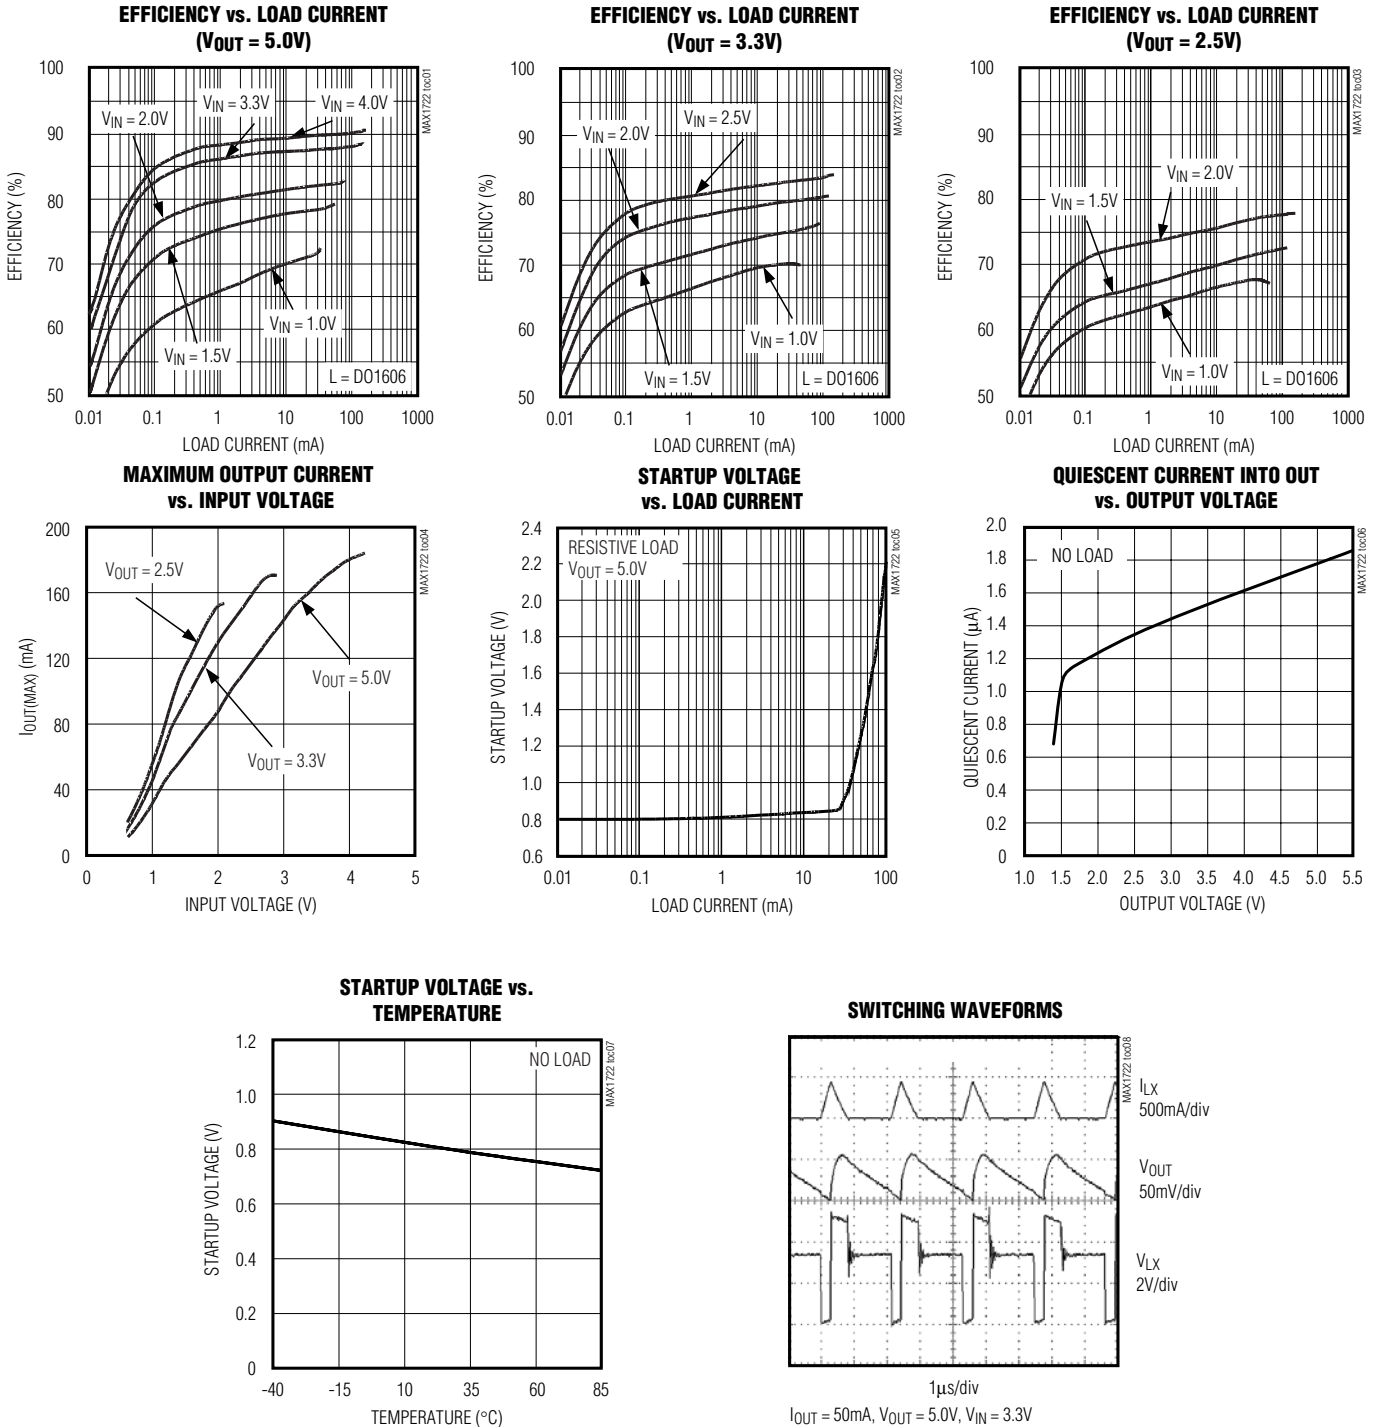 EFFICIENCY vs. LOAD CURRENT
(VOUT = 5.0V)
EFFICIENCY (%)
100
90
80
70
60
50
VIN = 2.0V
VIN = 3.3V
VIN = 4.0V
VIN = 1.0V
VIN = 1.5V
L = DO1606
MAX1722 toc01
0.01
0.1
1
10
100
1000
LOAD CURRENT (mA)
EFFICIENCY vs. LOAD CURRENT
(VOUT = 3.3V)
EFFICIENCY (%)
100
90
80
70
60
50
VIN = 2.0V
VIN = 2.5V
VIN = 1.0V
VIN = 1.5V
L = DO1606
MAX1722 toc02
0.01
0.1
1
10
100
1000
LOAD CURRENT (mA)
EFFICIENCY vs. LOAD CURRENT
(VOUT = 2.5V)
EFFICIENCY (%)
100
90
80
70
60
50
VIN = 2.0V
VIN = 1.5V
VIN = 1.0V
L = DO1606
MAX1722 toc03
0.01
0.1
1
10
100
1000
LOAD CURRENT (mA)
MAXIMUM OUTPUT CURRENT
vs. INPUT VOLTAGE
IOUT(MAX) (mA)
200
160
120
80
40
0
VOUT = 2.5V
VOUT = 5.0V
VOUT = 3.3V
MAX1722 toc04
0
1
2
3
4
5
INPUT VOLTAGE (V)
STARTUP VOLTAGE
vs. LOAD CURRENT
STARTUP VOLTAGE (V)
2.4
2.2
2.0
1.8
1.6
1.4
1.2
1.0
0.8
0.6
RESISTIVE LOAD
VOUT = 5.0V
MAX1722 toc05
0.01
0.1
1
10
100
LOAD CURRENT (mA)
QUIESCENT CURRENT INTO OUT
vs. OUTPUT VOLTAGE
QUIESCENT CURRENT (μA)
2.0
1.8
1.6
1.4
1.2
1.0
0.8
0.6
0.4
0.2
0
NO LOAD
MAX1722 toc06
1.0
1.5
2.0
2.5
3.0
3.5
4.0
4.5
5.0
5.5
OUTPUT VOLTAGE (V)
STARTUP VOLTAGE vs.
TEMPERATURE
STARTUP VOLTAGE (V)
1.2
1.0
0.8
0.6
0.4
0.2
0
NO LOAD
MAX1722 toc07
-40
-15
10
35
60
85
TEMPERATURE (°C)
SWITCHING WAVEFORMS
MAX1722 toc08
ILX
500mA/div
VOUT
50mV/div
VLX
2V/div
1μs/div
IOUT = 50mA, VOUT = 5.0V, VIN = 3.3V